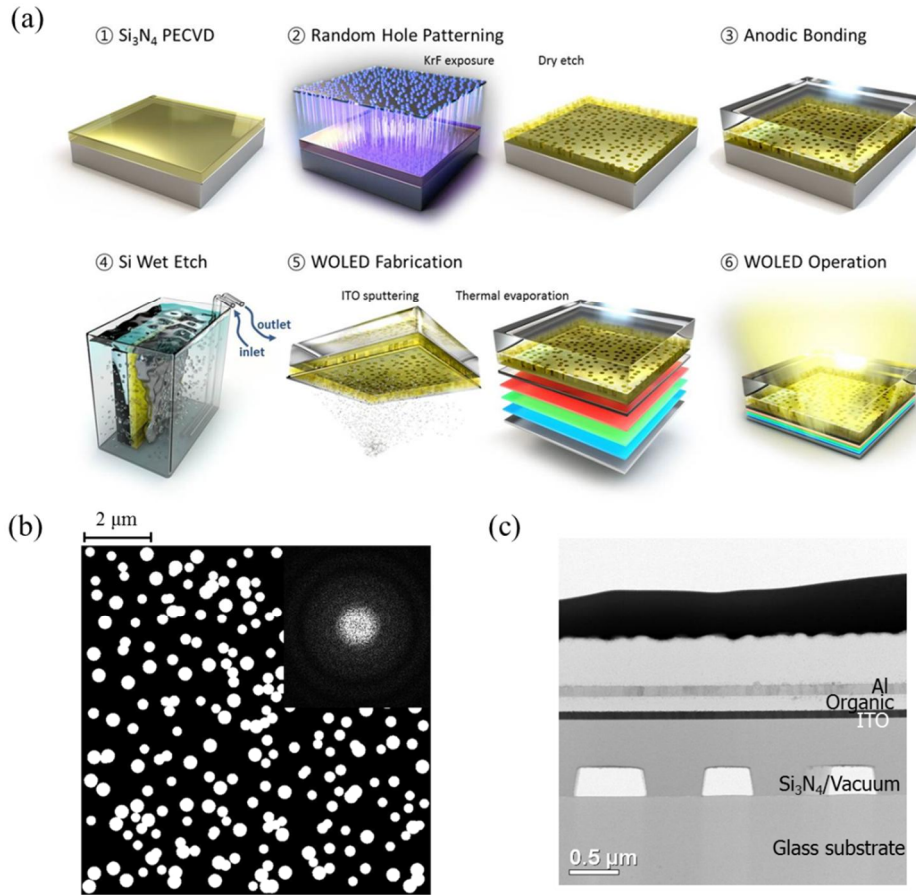 (a)
① Si₃N₄ PECVD
② Random Hole Patterning
③ Anodic Bonding
KrF exposure
Dry etch
④ Si Wet Etch
⑤ WOLED Fabrication
⑥ WOLED Operation
ITO sputtering
Thermal evaporation
outlet
inlet
(b)
2 μm
(c)
Al
Organic
ITO
Si₃N₄/Vacuum
Glass substrate
0.5 μm